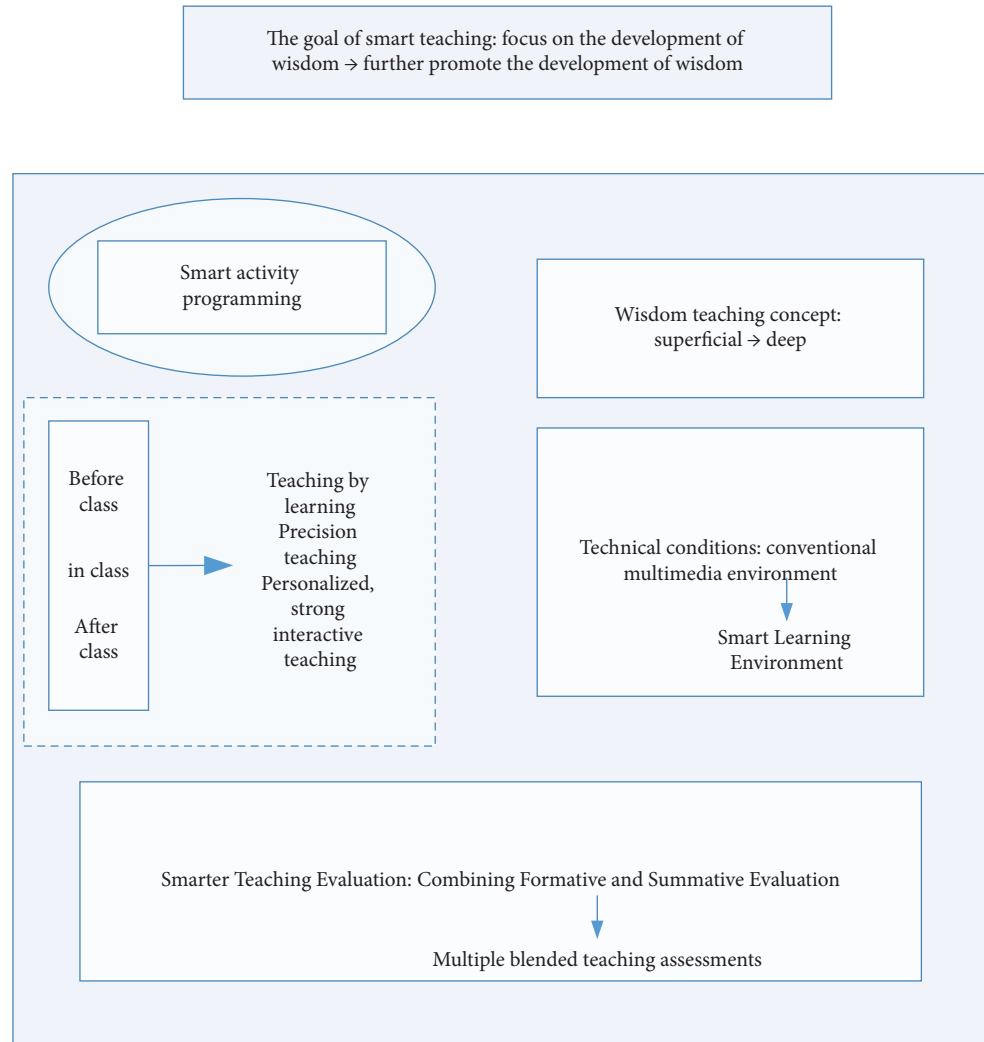 The goal of smart teaching: focus on the development of
wisdom → further promote the development of wisdom
Smart activity
programming
Wisdom teaching concept:
superficial → deep
Before
class
in class
After
class
Teaching by
learning
Precision
teaching
Personalized,
strong
interactive
teaching
Technical conditions: conventional
multimedia environment
Smart Learning
Environment
Smarter Teaching Evaluation: Combining Formative and Summative Evaluation
Multiple blended teaching assessments